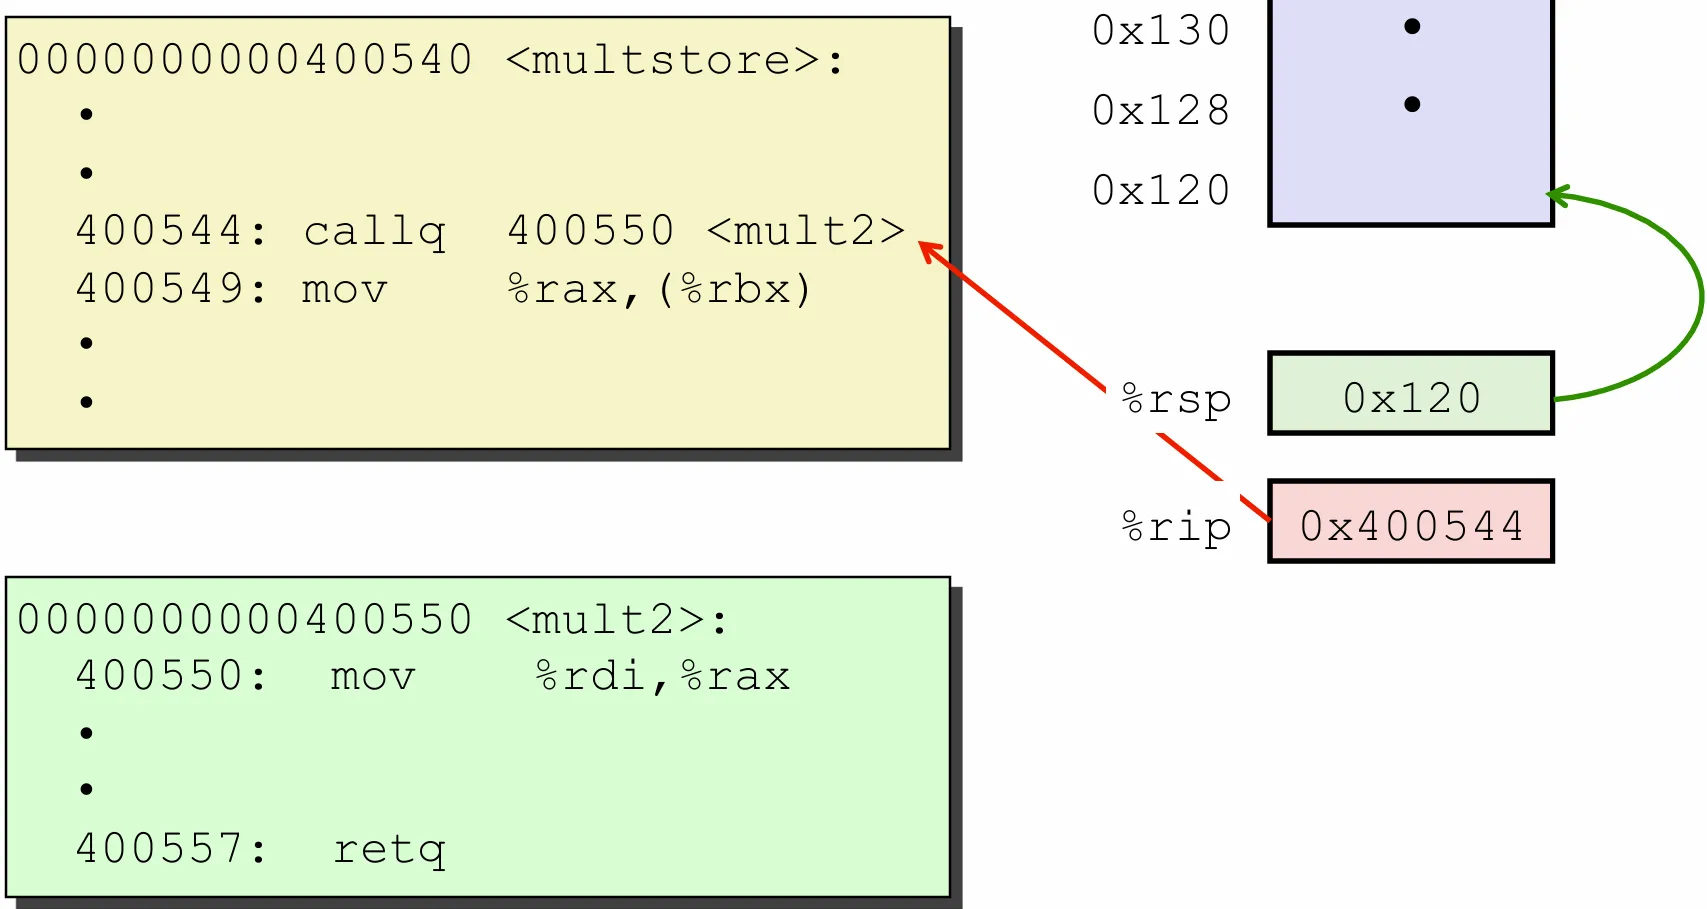 0000000000400540 <multstore>:
•
•
400544: callq 400550 <mult2>
400549: mov %rax,(%rbx)
•
•
0000000000400550 <mult2>:
400550: mov %rdi,%rax
•
•
400557: retq
0x130 •
0x128 •
0x120
%rsp 0x120
%rip 0x400544